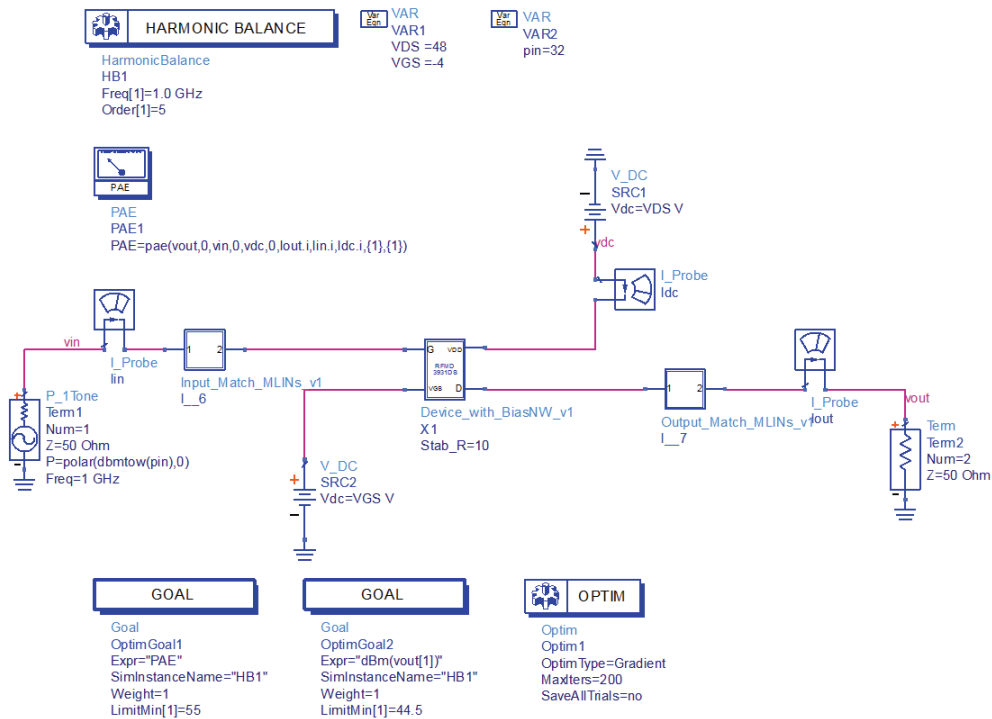 HARMONIC BALANCE
HarmonicBalance
HB1
Freq[1]=1.0 GHz
Order[1]=5
Var
Eqn
VAR
VAR1
VDS =48
VGS =-4
Var
Eqn
VAR
VAR2
pin=32
PAE
PAE
PAE1
PAE=pae(vout,0,vin,0,vdc,0,Iout.i,Iin.i,Idc.i,{1},{1})
V_DC
SRC1
Vdc=VDS V
vdc
I_Probe
Idc
vin
I_Probe
Iin
1 2
Input_Match_MLINs_v1
I__6
G VDD
RFMD
3931DS
VGS D
Device_with_BiasNW_v1
X1
Stab_R=10
1 2
Output_Match_MLINs_v1
I__7
I_Probe
Iout
vout
P_1Tone
Term1
Num=1
Z=50 Ohm
P=polar(dbmtow(pin),0)
Freq=1 GHz
V_DC
SRC2
Vdc=VGS V
Term
Term2
Num=2
Z=50 Ohm
GOAL
Goal
OptimGoal1
Expr="PAE"
SimInstanceName="HB1"
Weight=1
LimitMin[1]=55
GOAL
Goal
OptimGoal2
Expr="dBm(vout[1])"
SimInstanceName="HB1"
Weight=1
LimitMin[1]=44.5
OPTIM
Optim
Optim1
OptimType=Gradient
MaxIters=200
SaveAllTrials=no